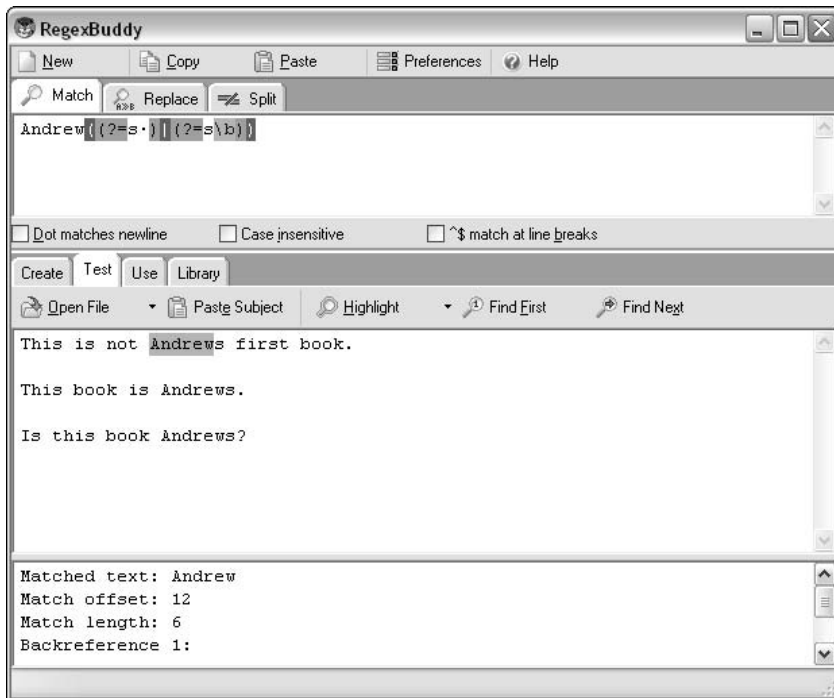 RegexBuddy
New Copy Paste Preferences Help
Match Replace Split
Andrew((?=s·)|(?=s\b))
Dot matches newline Case insensitive ^$ match at line breaks
Create Test Use Library
Open File Paste Subject Highlight Find First Find Next
This is not Andrews first book.
This book is Andrews.
Is this book Andrews?
Matched text: Andrew
Match offset: 12
Match length: 6
Backreference 1: